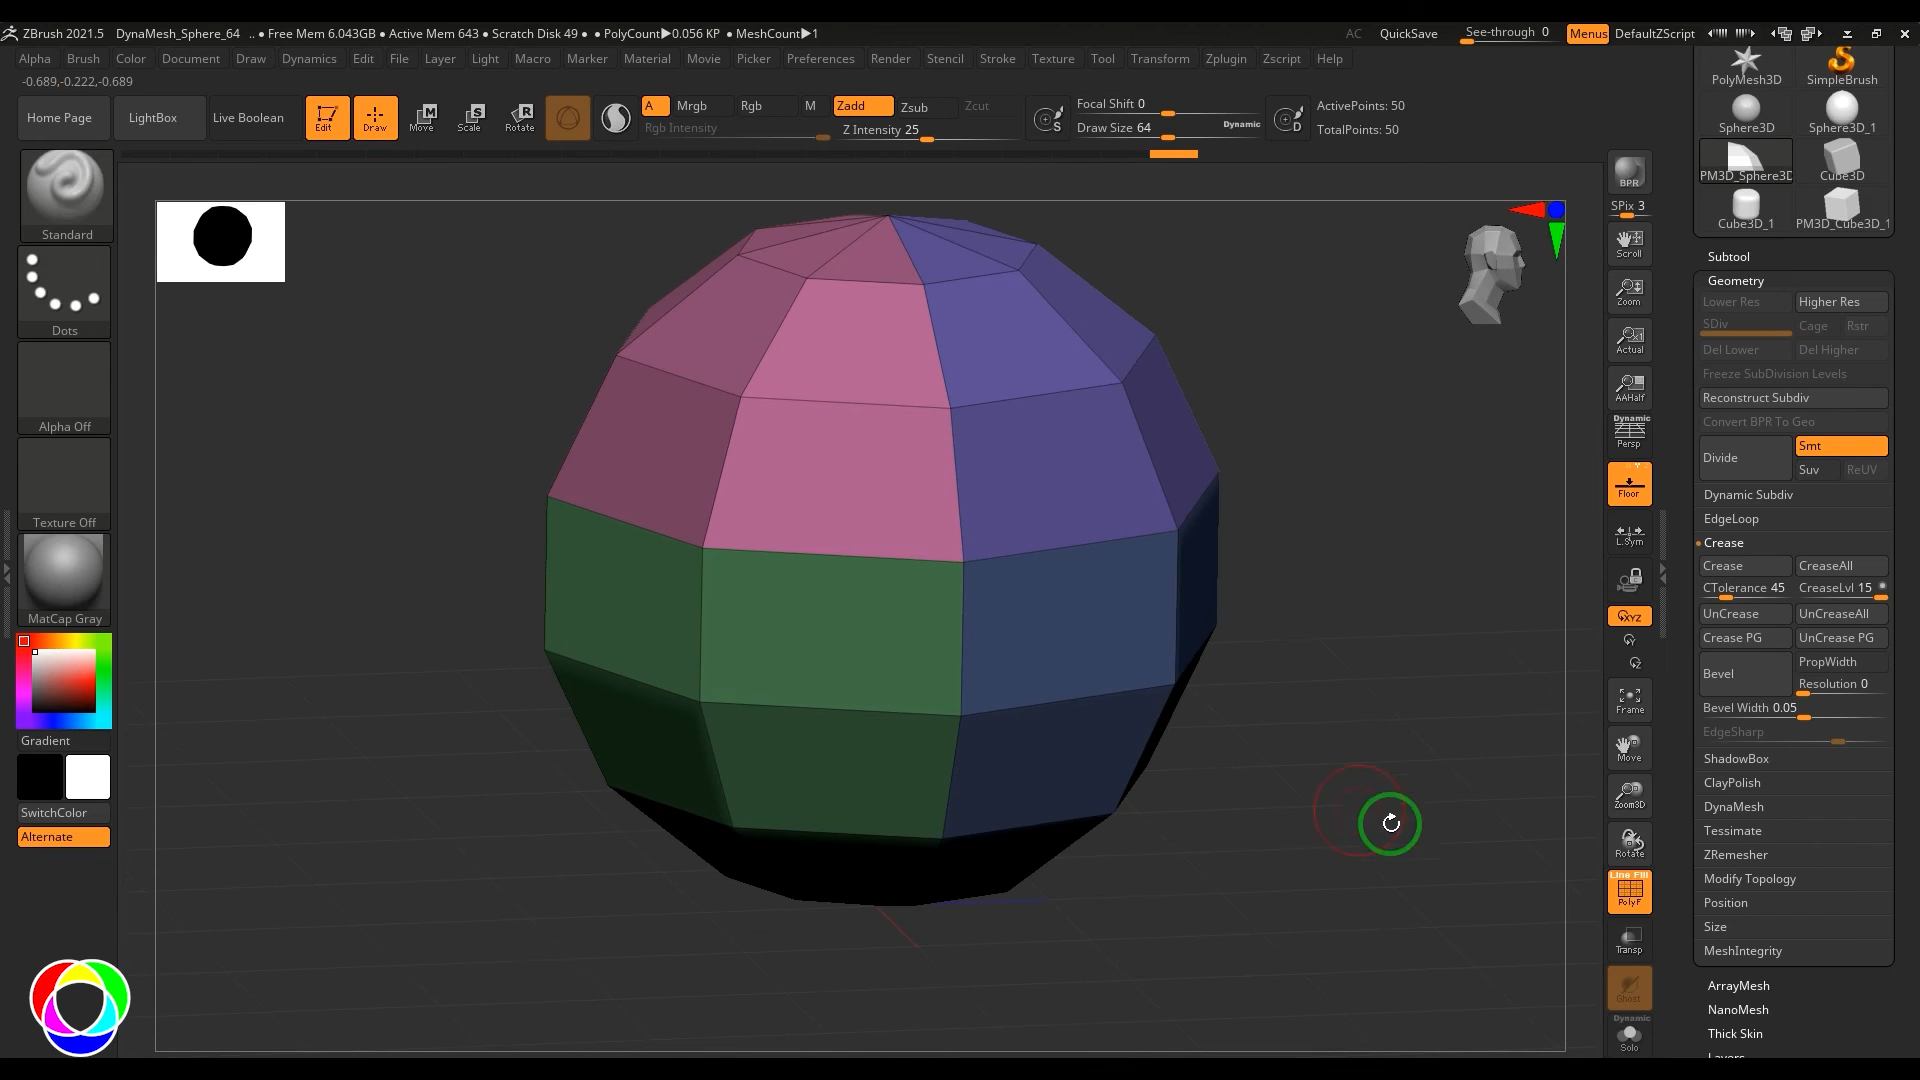 ZBrush 2021.5 DynaMesh_Sphere_64 .. ● Free Mem 6.043GB ● Active Mem 643 ● Scratch Disk 49 ● ● PolyCount▶0.056 KP ● MeshCount▶1 AC QuickSave See-through 0 Menus DefaultZScript
Alpha Brush Color Document Draw Dynamics Edit File Layer Light Macro Marker Material Movie Picker Preferences Render Stencil Stroke Texture Tool Transform Zplugin Zscript Help
-0.689,-0.222,-0.689
Home Page LightBox Live Boolean Edit Draw Move Scale Rotate
A Mrgb Rgb M Zadd Zsub Zcut
Rgb Intensity Z Intensity 25
S Focal Shift 0
Draw Size 64 Dynamic
D ActivePoints: 50
TotalPoints: 50
Standard
Dots
Alpha Off
Texture Off
MatCap Gray
Gradient
SwitchColor
Alternate
BPR
SPix 3
Scroll
Zoom
Actual
AAHalf
Dynamic
Persp
Floor
L.Sym
XYZ
Y
Z
Frame
Move
Zoom3D
Rotate
Line Fill
PolyF
Transp
Ghost
Dynamic
Solo
PolyMesh3D SimpleBrush
Sphere3D Sphere3D_1
PM3D_Sphere3D Cube3D
Cube3D_1 PM3D_Cube3D_1
Subtool
Geometry
Lower Res Higher Res
SDiv Cage Rstr
Del Lower Del Higher
Freeze SubDivision Levels
Reconstruct Subdiv
Convert BPR To Geo
Divide Smt
Suv ReUV
Dynamic Subdiv
EdgeLoop
Crease
Crease CreaseAll
CTolerance 45 CreaseLvl 15
UnCrease UnCreaseAll
Crease PG UnCrease PG
Bevel PropWidth
Resolution 0
Bevel Width 0.05
EdgeSharp
ShadowBox
ClayPolish
DynaMesh
Tessimate
ZRemesher
Modify Topology
Position
Size
MeshIntegrity
ArrayMesh
NanoMesh
Thick Skin
Layers